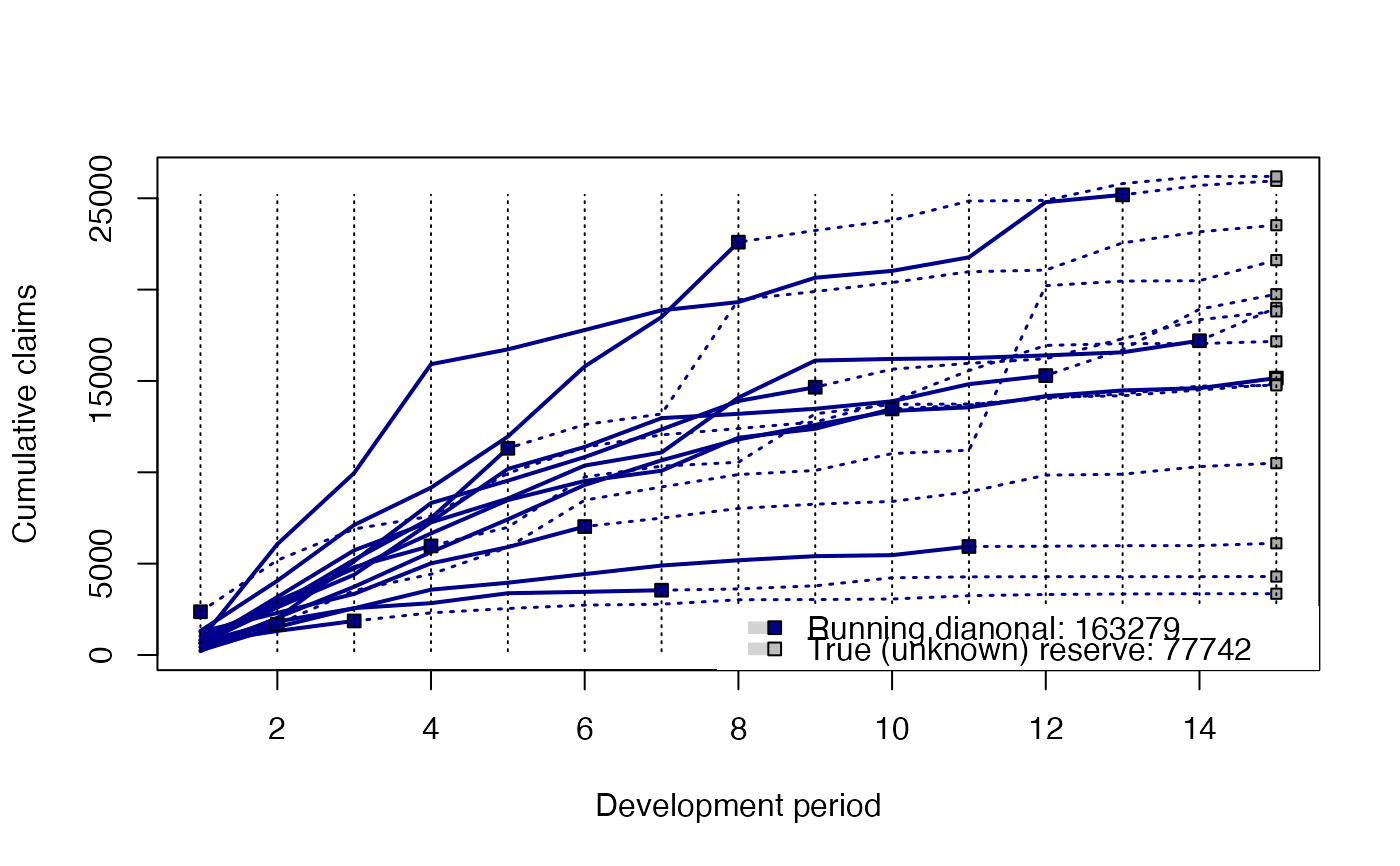 Cumulative claims
25000
15000
5000
0
Running dianonal: 163279
True (unknown) reserve: 77742
2 4 6 8 10 12 14
Development period